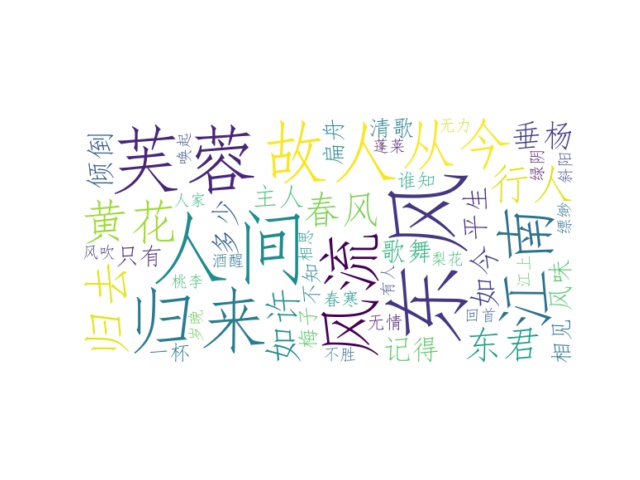 倾倒
芙蓉
唤起
故人
扁舟
清歌
蓬莱
从今
无力
垂杨
绿阴
斜阳
行人
谁知
人家
主人
春风
黄花
多少
人间
风吹
只有
酒醒
相思
不知
风流
歌舞
有人
东风
梨花
平生
如今
江南
江上
缥缈
风味
归去
桃李
归来
岁晚
如许
梅子
春寒
无情
回首
一杯
不胜
记得
东君
相见